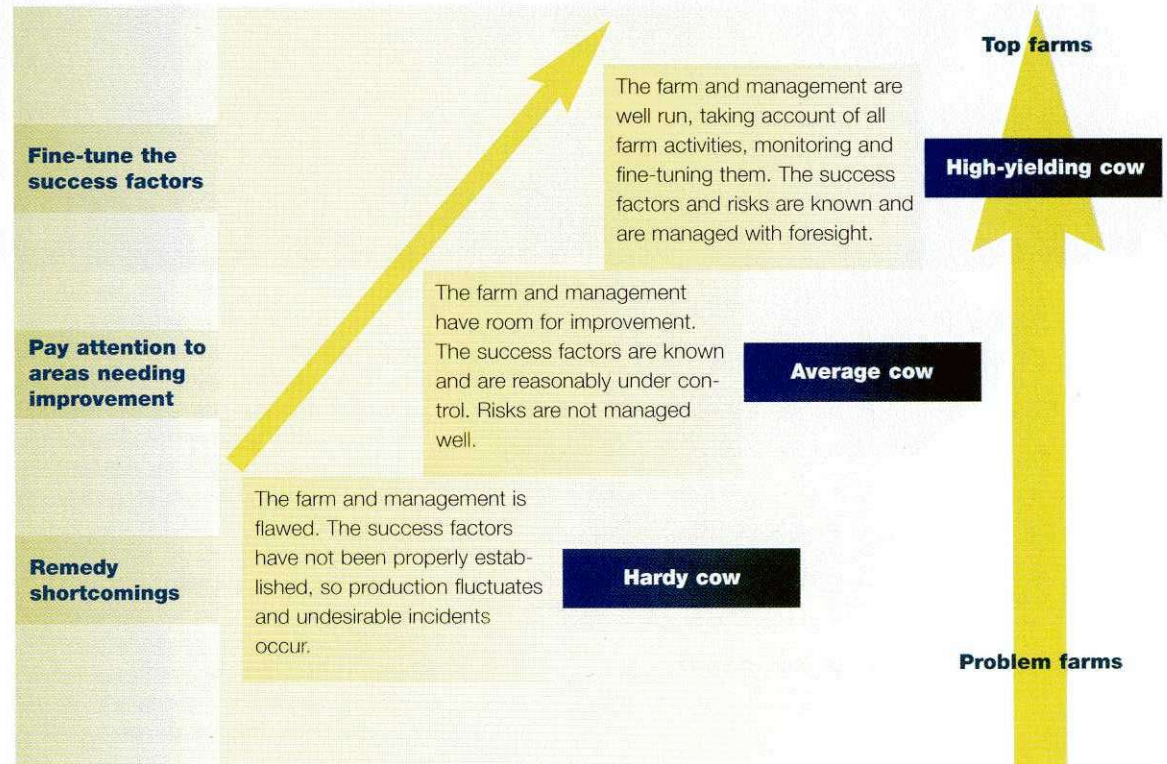 Top farms
The farm and management are
well run, taking account of all
farm activities, monitoring and
fine-tuning them. The success
factors and risks are known and
are managed with foresight.
Fine-tune the
success factors
High-yielding cow
The farm and management
have room for improvement.
The success factors are known
and are reasonably under con-
trol. Risks are not managed
well.
Pay attention to
areas needing
improvement
Average cow
The farm and management is
flawed. The success factors
have not been properly estab-
lished, so production fluctuates
and undesirable incidents
occur.
Remedy
shortcomings
Hardy cow
Problem farms